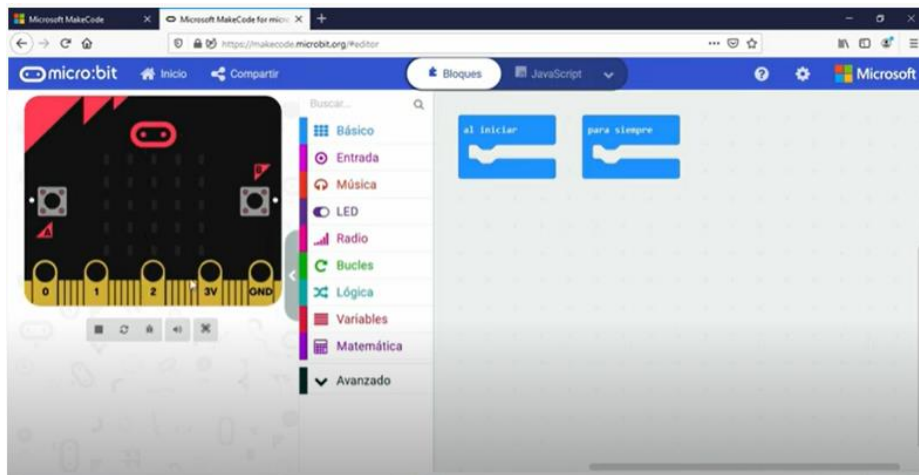 Microsoft MakeCode
Microsoft MakeCode for micro
https://makecode.microbit.org/#editor
micro:bit
Inicio
Compartir
Bloques
JavaScript
Microsoft
Buscar...
Básico
Entrada
Música
LED
Radio
Bucles
Lógica
Variables
Matemática
Avanzado
al iniciar
para siempre
B
A
0 1 2 3V GND